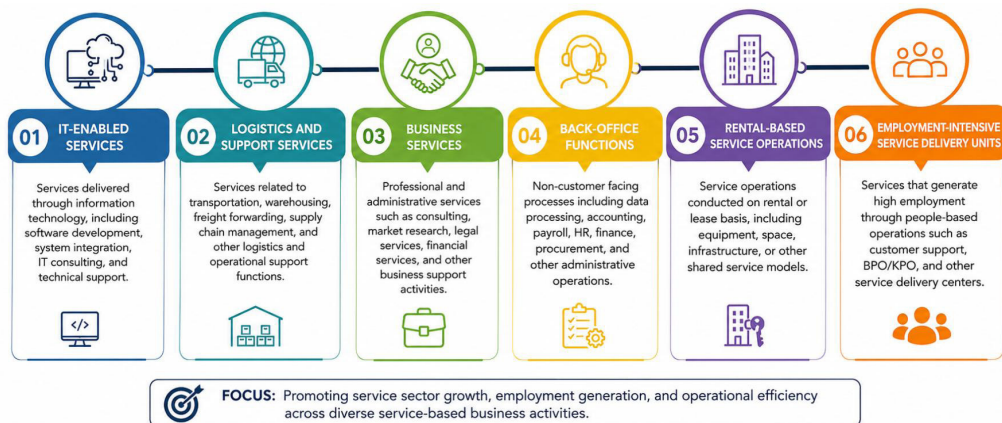 01
IT-ENABLED
SERVICES
Services delivered
through information
technology, including
software development,
system integration,
IT consulting, and
technical support.
</>
02
LOGISTICS AND
SUPPORT SERVICES
Services related to
transportation, warehousing,
freight forwarding, supply
chain management, and
other logistics and
operational support
functions.
03
BUSINESS
SERVICES
Professional and
administrative services
such as consulting,
market research, legal
services, financial
services, and other
business support
activities.
04
BACK-OFFICE
FUNCTIONS
Non-customer facing
processes including data
processing, accounting,
payroll, HR, finance,
procurement, and
other administrative
operations.
05
RENTAL-BASED
SERVICE OPERATIONS
Service operations
conducted on rental or
lease basis, including
equipment, space,
infrastructure, or other
shared service models.
06
EMPLOYMENT-INTENSIVE
SERVICE DELIVERY UNITS
Services that generate
high employment
through people-based
operations such as
customer support,
BPO/KPO, and other
service delivery centers.
FOCUS: Promoting service sector growth, employment generation, and operational efficiency
across diverse service-based business activities.